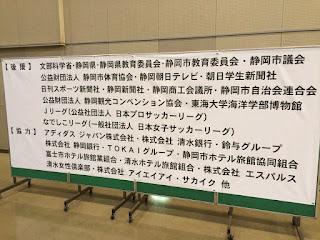 【後援】 文部科学省・静岡県・静岡県教育委員会・静岡市教育委員会・静岡市議会
公益財団法人 静岡市体育協会・静岡朝日テレビ・朝日学生新聞社
日刊スポーツ新聞社・静岡新聞社・静岡商工会議所・静岡市自治会連合会
公益財団法人 静岡観光コンベンション協会・東海大学海洋学部博物館
Jリーグ(公益社団法人 日本プロサッカーリーグ)
なでしこリーグ(一般社団法人 日本女子サッカーリーグ)
【協力】 アディダス ジャパン株式会社・株式会社 清水銀行・鈴与グループ
株式会社 静岡銀行・TOKAIグループ・静岡市ホテル旅館協同組合
富士市ホテル旅館業組合・清水ホテル旅館組合・株式会社 エスパルス
清水女性倶楽部・株式会社 アイエイアイ・サカイク 他